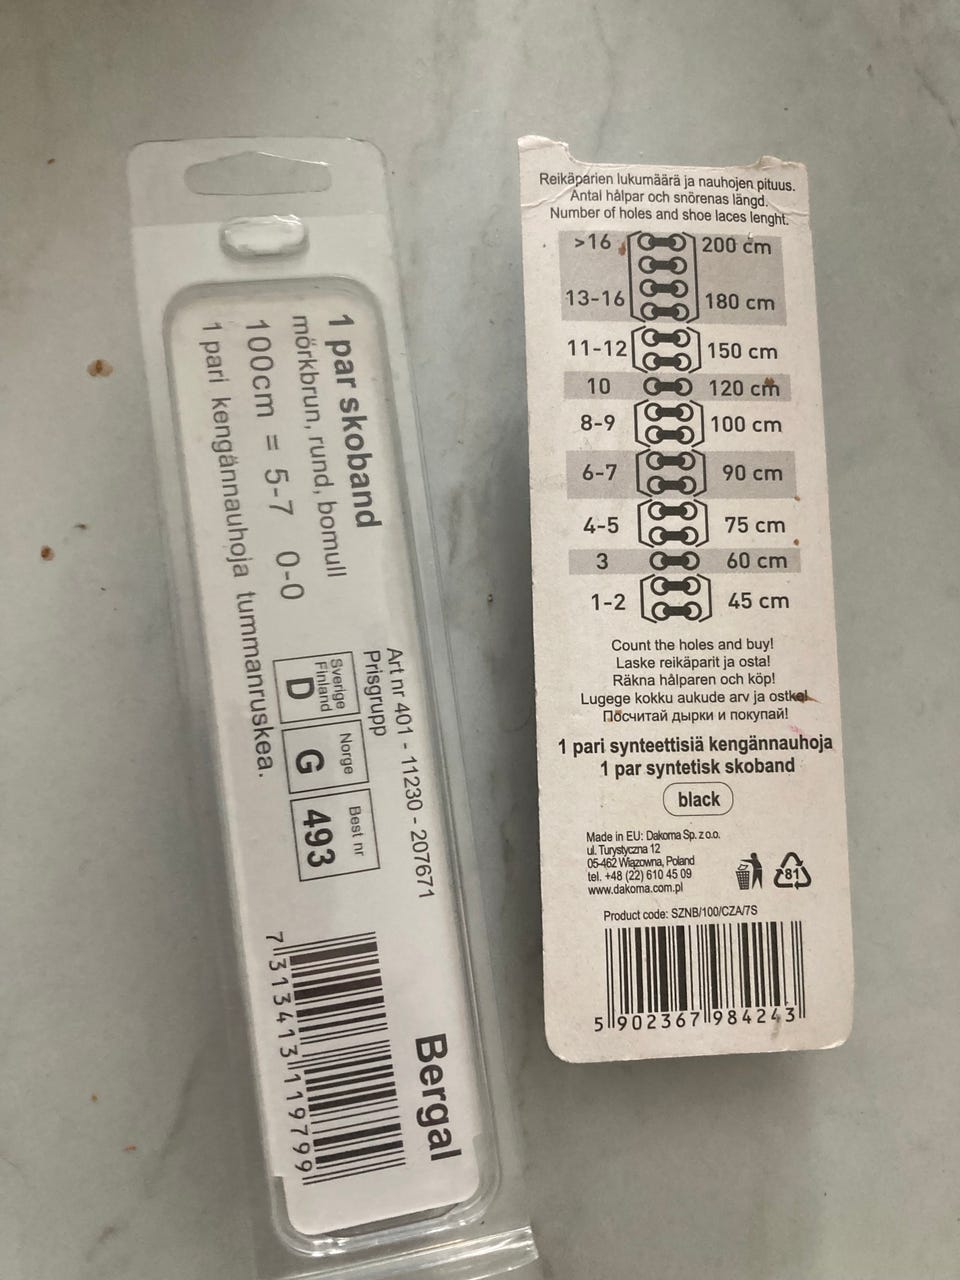 1 par skoband
mörkbrun, rund, bomull
100cm = 5-7 0-0
1 pari kengännauhoja tummanruskea.
Art nr 401 - 11230 - 207671
Prisgrupp
Sverige
Finland
D
Norge
G
Best nr
493
Bergal
7 313413 119799
Reikäparien lukumäärä ja nauhojen pituus.
Antal hålpar och snörenas längd.
Number of holes and shoe laces lenght.
>16 200 cm
13-16 180 cm
11-12 150 cm
10 120 cm
8-9 100 cm
6-7 90 cm
4-5 75 cm
3 60 cm
1-2 45 cm
Count the holes and buy!
Laske reikäparit ja osta!
Räkna hålparen och köp!
Lugege kokku aukude arv ja ostke!
Посчитай дырки и покупай!
1 pari synteettisiä kengännauhoja
1 par syntetisk skoband
black
Made in EU: Dakoma Sp. z o.o.
ul. Turystyczna 12
05-462 Wiązowna, Poland
tel. +48 (22) 610 45 09
www.dakoma.com.pl
81
Product code: SZNB/100/CZA/7S
5 902367 984243